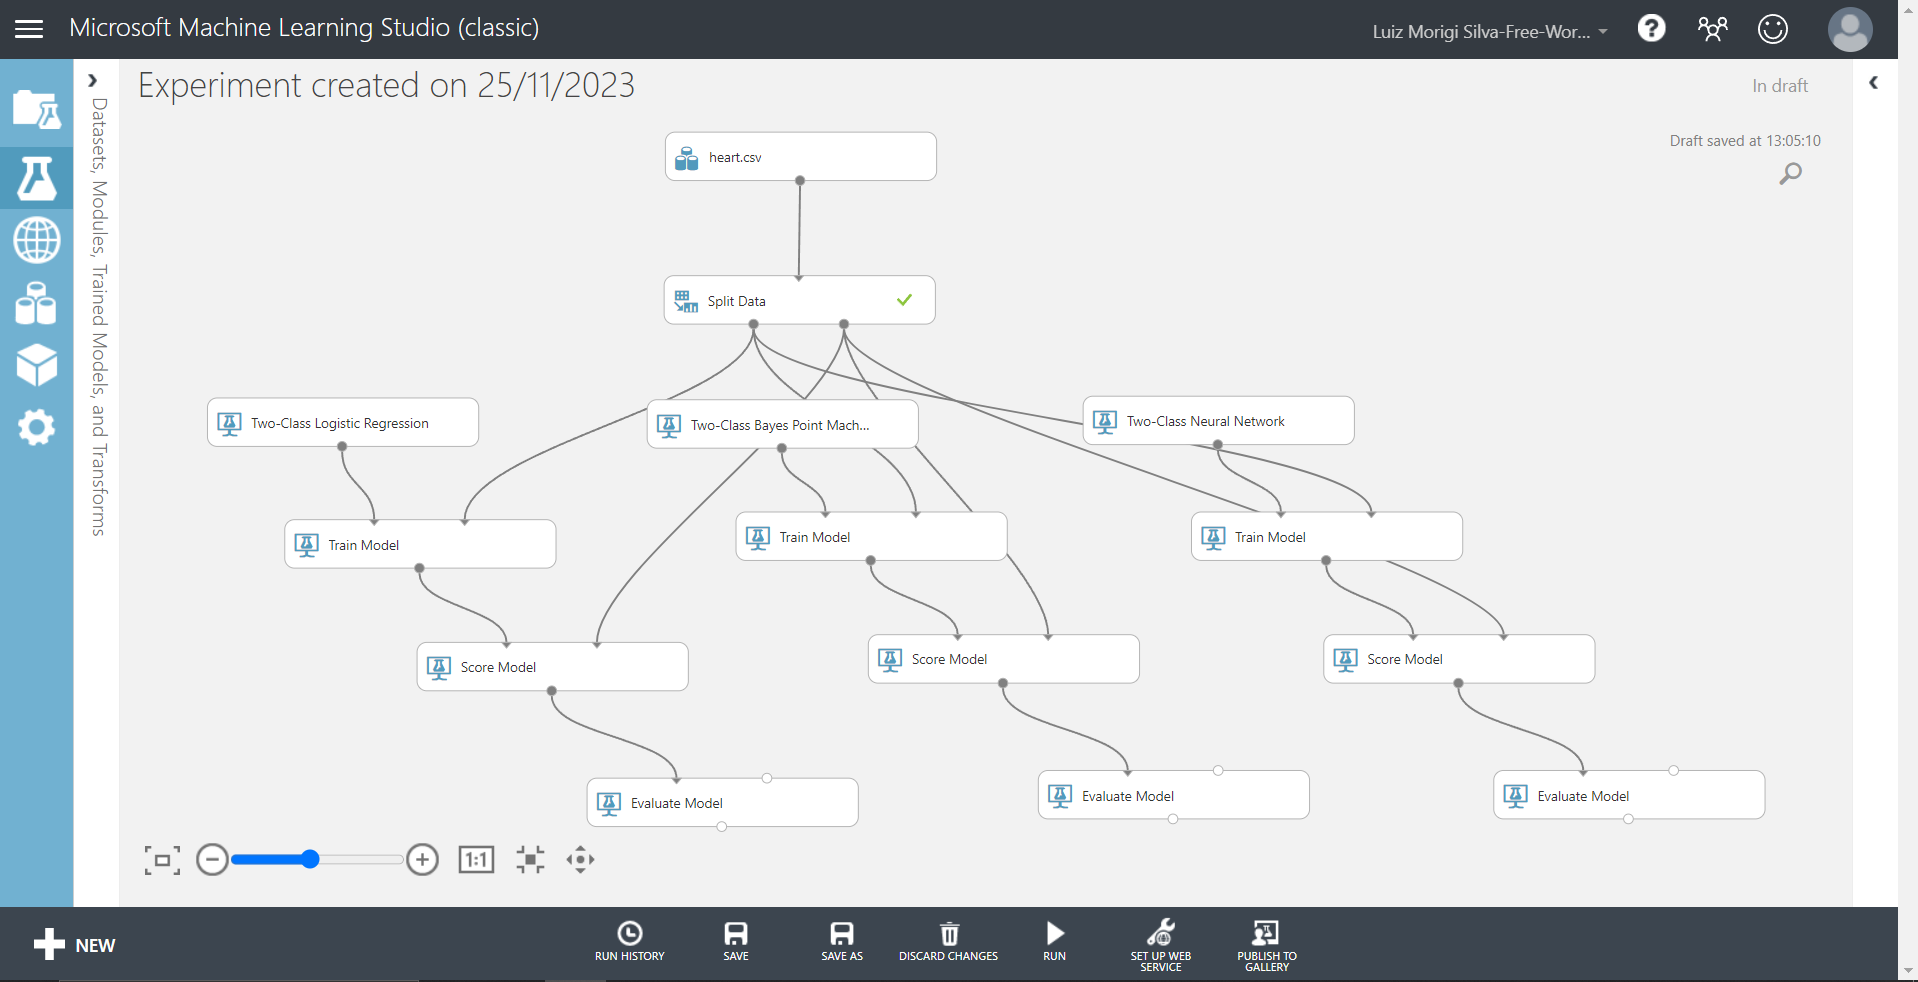 Microsoft Machine Learning Studio (classic)
Luiz Morigi Silva-Free-Wor...
Datasets, Modules, Trained Models, and Transforms
Experiment created on 25/11/2023
In draft
Draft saved at 13:05:10
heart.csv
Split Data
Two-Class Logistic Regression
Two-Class Bayes Point Mach...
Two-Class Neural Network
Train Model
Train Model
Train Model
Score Model
Score Model
Score Model
Evaluate Model
Evaluate Model
Evaluate Model
1:1
NEW
RUN HISTORY
SAVE
SAVE AS
DISCARD CHANGES
RUN
SET UP WEB
SERVICE
PUBLISH TO
GALLERY